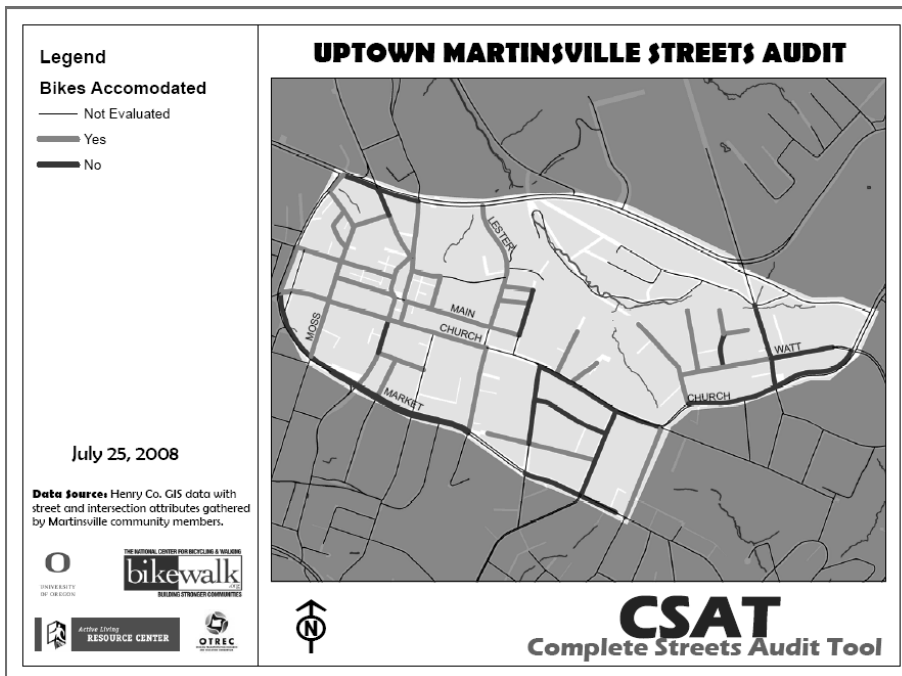 UPTOWN MARTINSVILLE STREETS AUDIT
Legend
Bikes Accomodated
Not Evaluated
Yes
No
LESTER
MAIN
CHURCH
MOSS
MARKET
WATT
CHURCH
July 25, 2008
Data Source: Henry Co. GIS data with
street and intersection attributes gathered
by Martinsville community members.
O
UNIVERSITY
OF OREGON
THE NATIONAL CENTER FOR BICYCLING & WALKING
bikewalk
.org
BUILDING STRONGER COMMUNITIES
Active Living
RESOURCE CENTER
OTREC
N
CSAT
Complete Streets Audit Tool